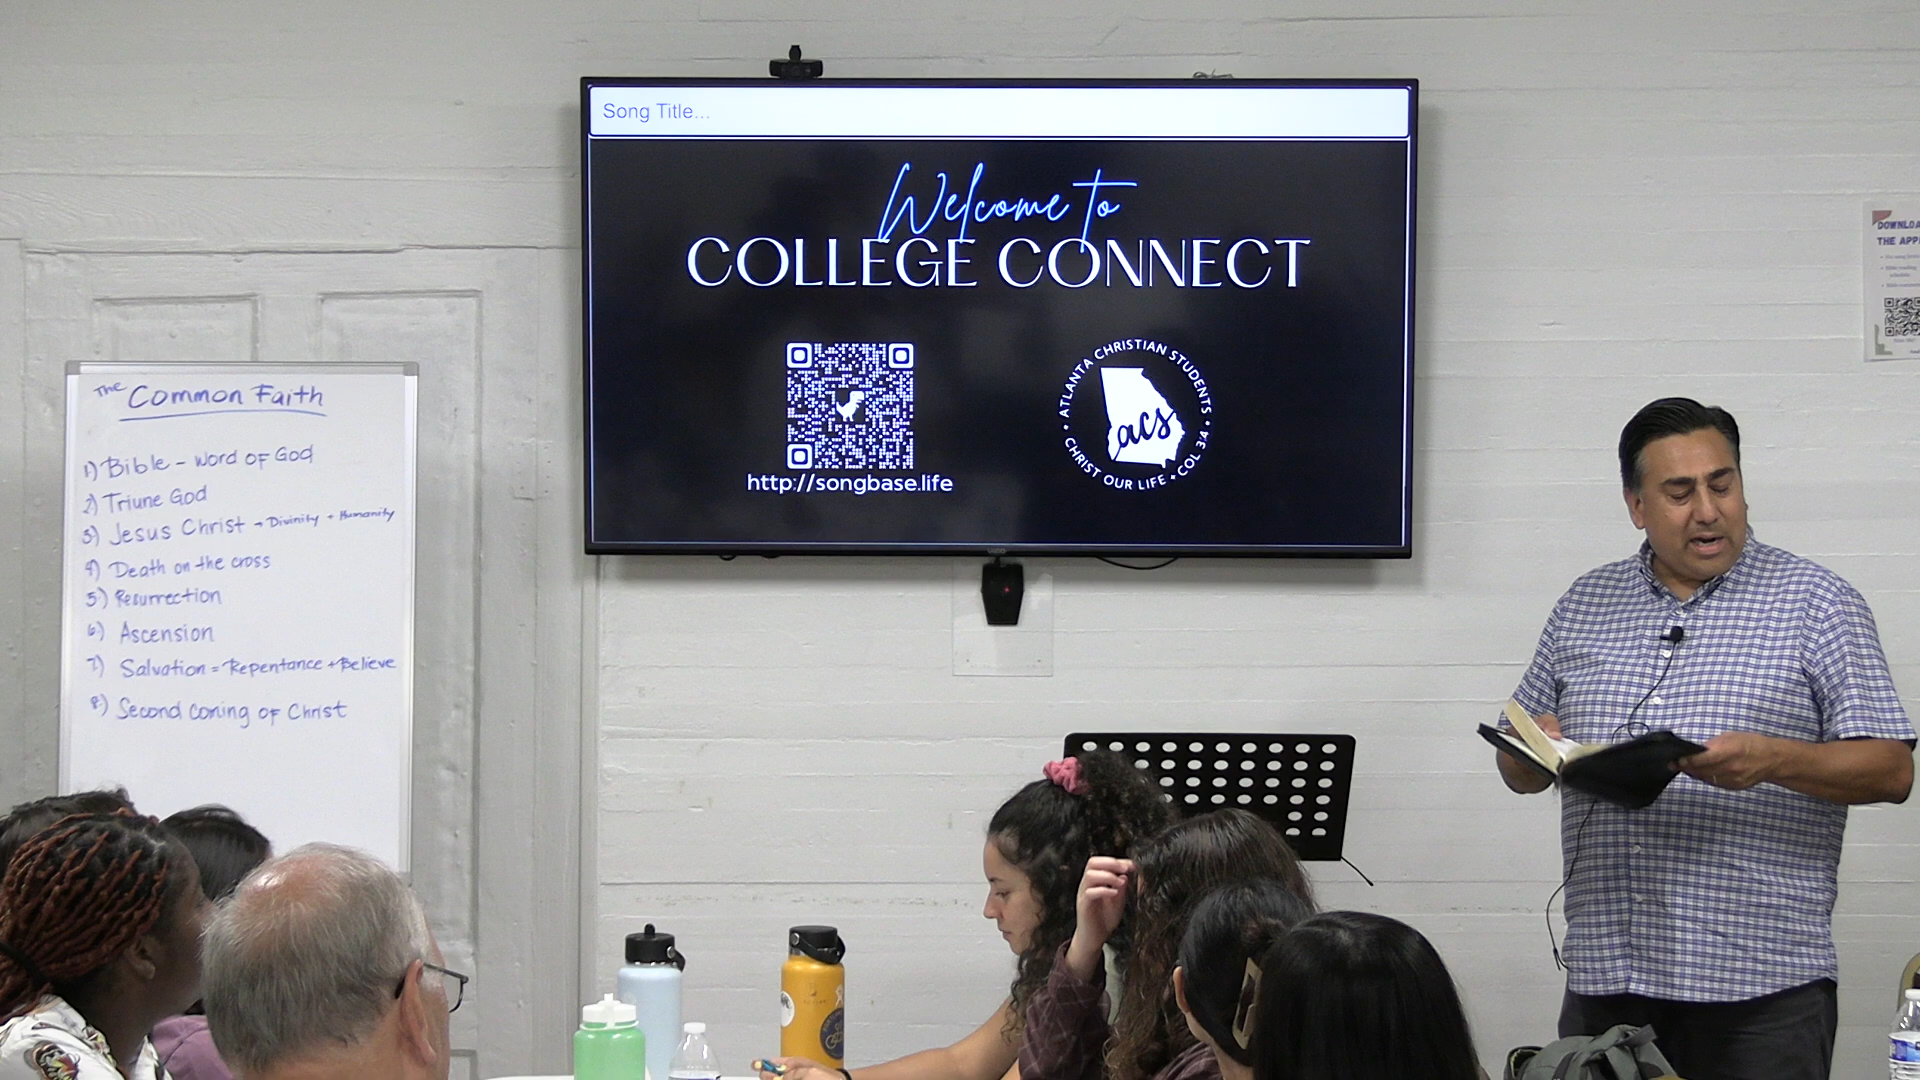 Song Title...
Welcome to
COLLEGE CONNECT
http://songbase.life
• ATLANTA CHRISTIAN STUDENTS •
CHRIST OUR LIFE • COL 3:4
acs
The Common Faith
1) Bible - Word of God
2) Triune God
3) Jesus Christ → Divinity + Humanity
4) Death on the cross
5) Resurrection
6) Ascension
7) Salvation = Repentance + Believe
8) Second Coming of Christ
VIZIO
DOWNLOA
THE APP